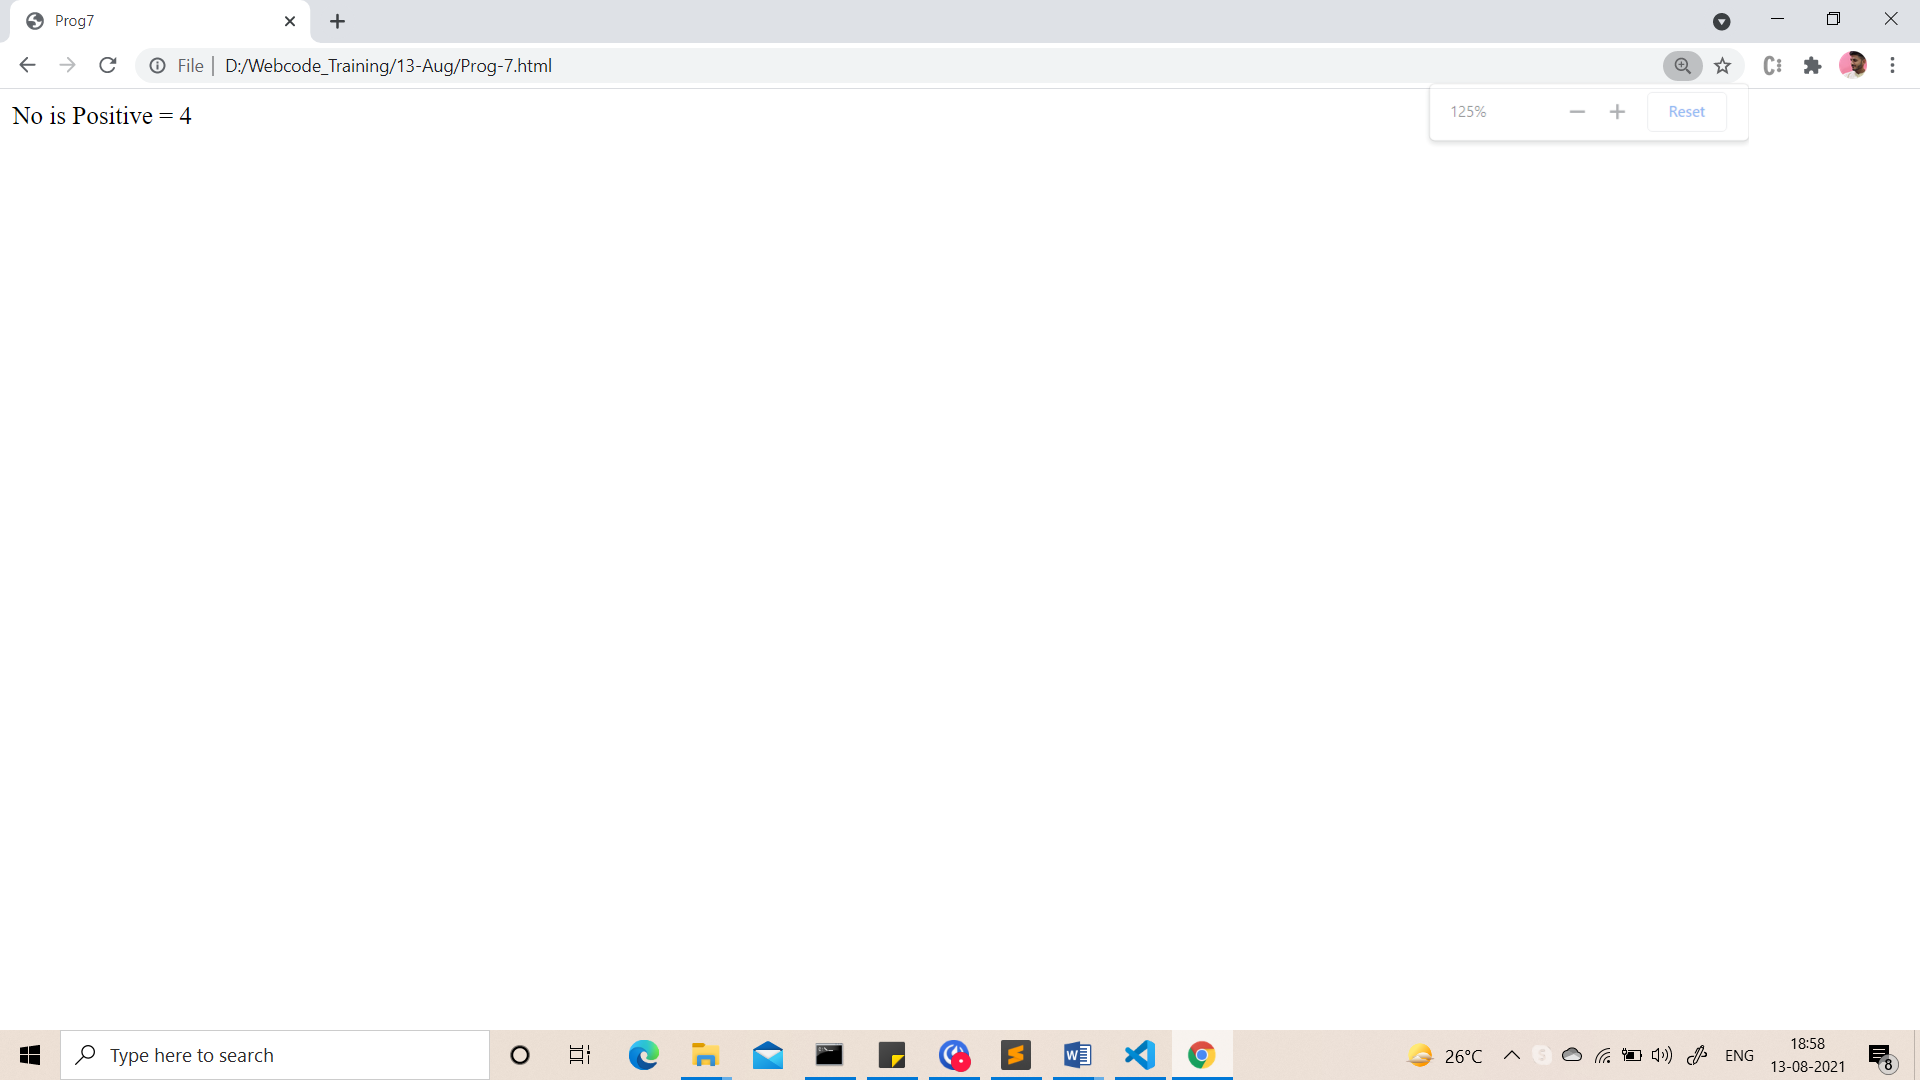 Prog7
File
D:/Webcode_Training/13-Aug/Prog-7.html
No is Positive = 4
125%
Reset
Type here to search
26°C
ENG
18:58
13-08-2021
8